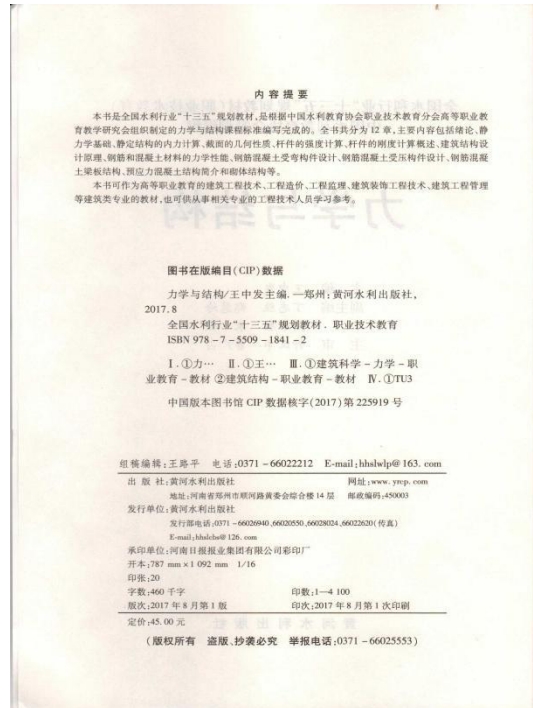 内 容 提 要
本书是全国水利行业“十三五”规划教材,是根据中国水利教育协会职业技术教育分会高等职业教
育教学研究会组织制定的力学与结构课程标准编写完成的。全书共分为 12 章,主要内容包括绪论、静
力学基础、静定结构的内力计算、截面的几何性质、杆件的强度计算、杆件的刚度计算概述、建筑结构设
计原理、钢筋和混凝土材料的力学性能、钢筋混凝土受弯构件设计、钢筋混凝土受压构件设计、钢筋混凝
土梁板结构、预应力混凝土结构简介和砌体结构等。
本书可作为高等职业教育的建筑工程技术、工程造价、工程监理、建筑装饰工程技术、建筑工程管理
等建筑类专业的教材,也可供从事相关专业的工程技术人员学习参考。
图书在版编目(CIP)数据
力学与结构/王中发主编.—郑州:黄河水利出版社,
2017.8
全国水利行业“十三五”规划教材.职业技术教育
ISBN 978-7-5509-1841-2
Ⅰ.①力… Ⅱ.①王… Ⅲ.①建筑科学-力学-职
业教育-教材 ②建筑结构-职业教育-教材 Ⅳ.①TU3
中国版本图书馆 CIP 数据核字(2017)第 225919 号
组稿编辑:王路平 电话:0371-66022212 E-mail:hhslwlp@163.com
出 版 社:黄河水利出版社 网址:www.yrcp.com
地址:河南省郑州市顺河路黄委会综合楼 14 层 邮政编码:450003
发行单位:黄河水利出版社
发行部电话:0371-66026940、66020550、66028024、66022620(传真)
E-mail:hhslcbs@126.com
承印单位:河南日报报业集团有限公司彩印厂
开本:787 mm×1 092 mm 1/16
印张:20
字数:460 千字 印数:1—4 100
版次:2017 年 8 月第 1 版 印次:2017 年 8 月第 1 次印刷
定价:45.00 元
(版权所有 盗版、抄袭必究 举报电话:0371-66025553)